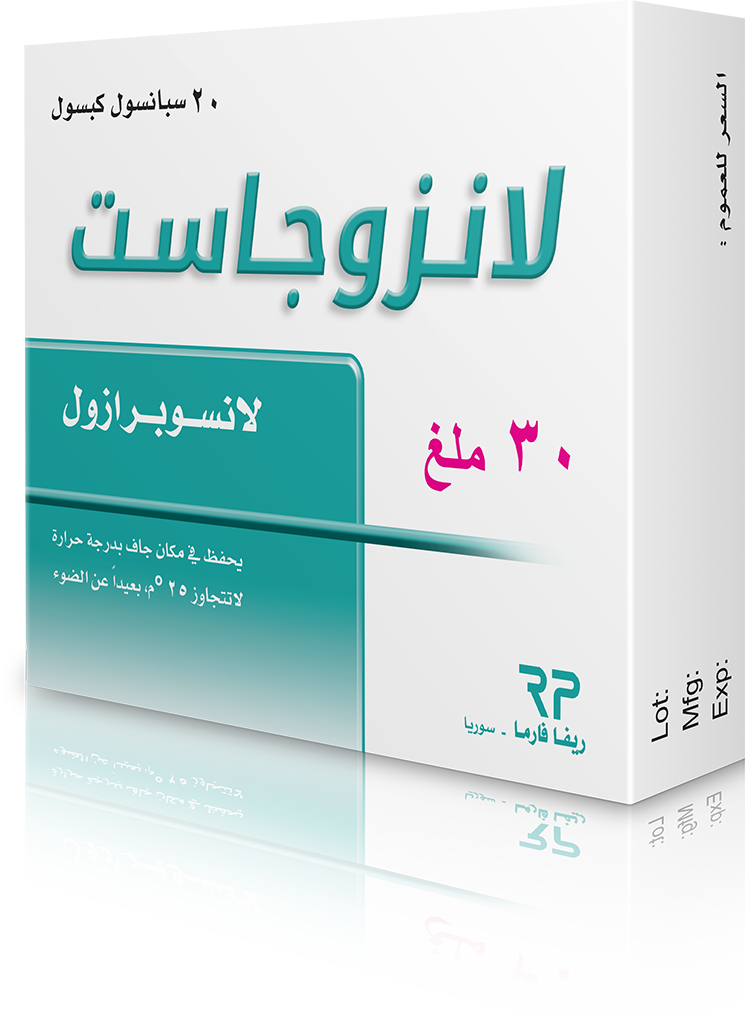 ٢٠ سبانسول كبسول
لانزوجاست
لانسوبرازول
٣٠ ملغ
يحفظ في مكان جاف بدرجة حرارة
لاتتجاوز ٢٥ °م، بعيداً عن الضوء
RP
ريفا فارما - سوريا
السعر للعموم :
Lot:
Mfg:
Exp: